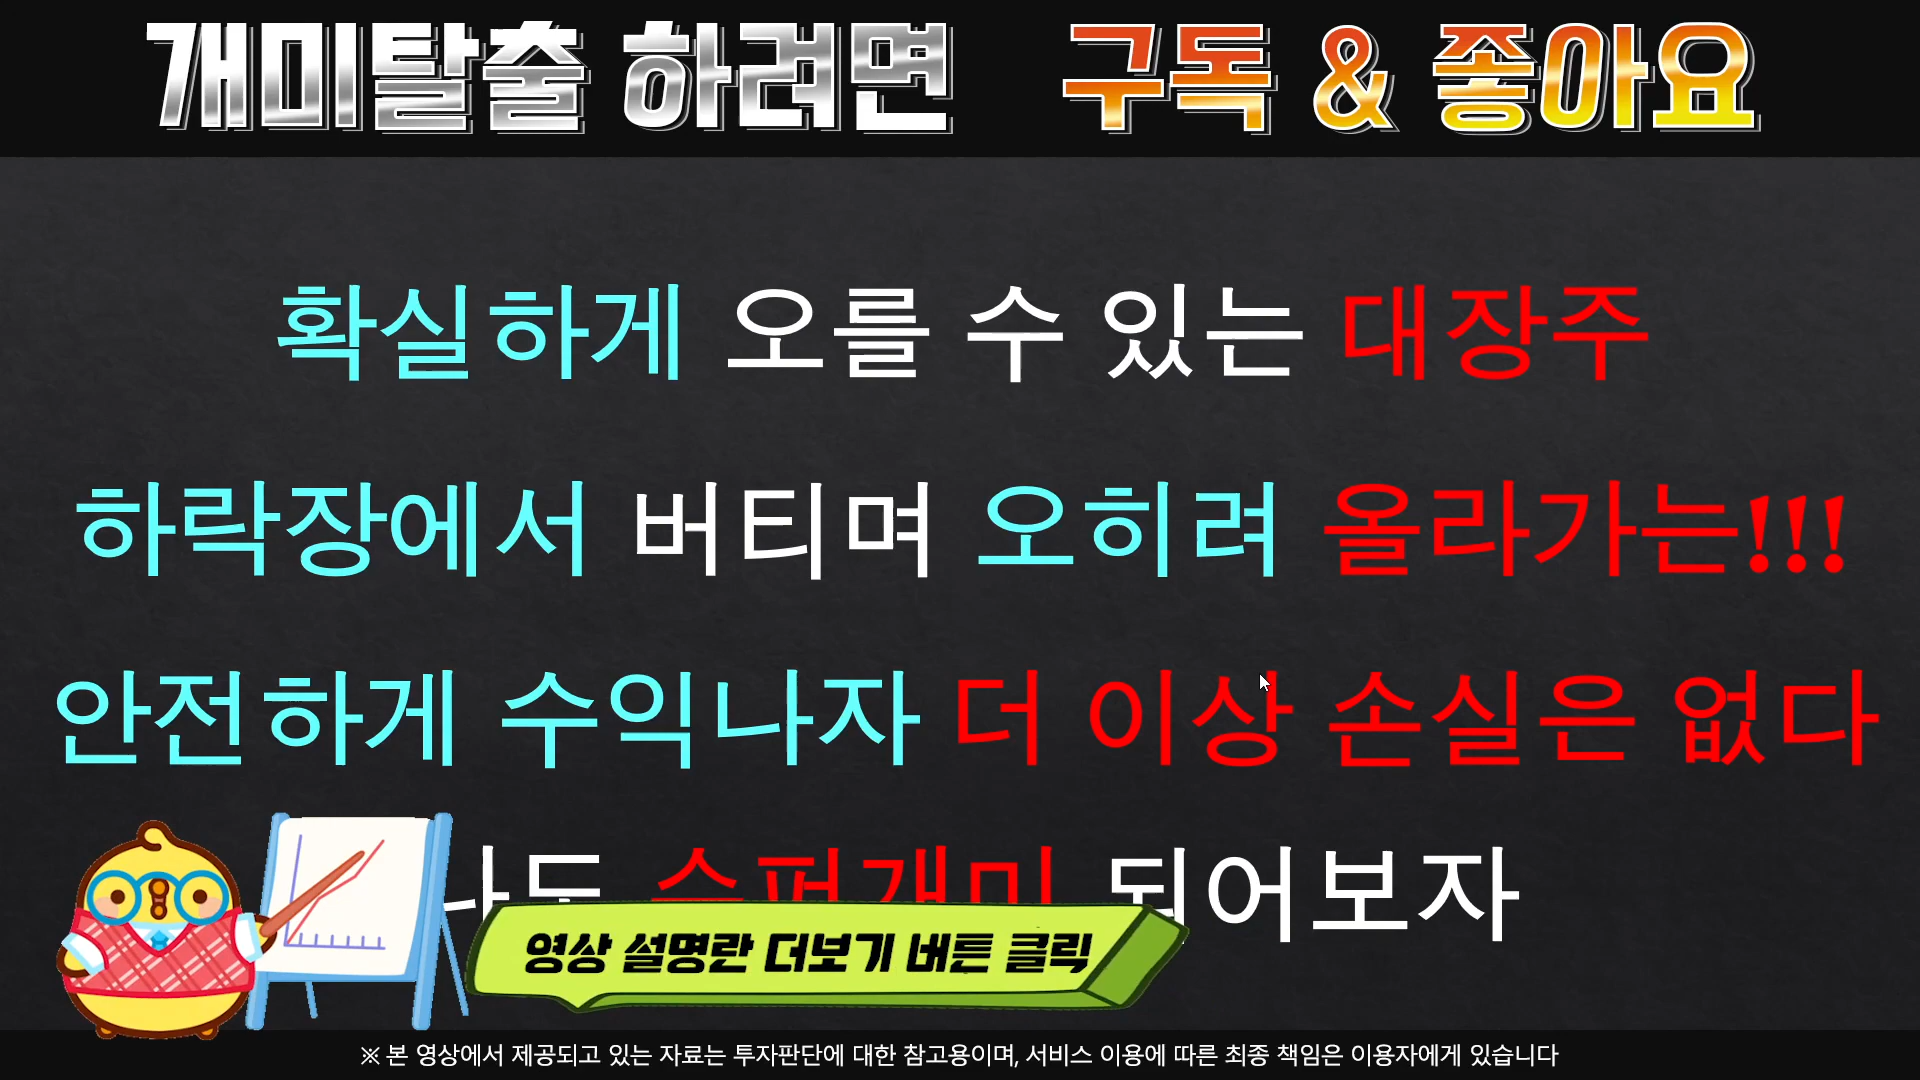 개미탈출 하려면 구독 & 좋아요
확실하게 오를 수 있는 대장주
하락장에서 버티며 오히려 올라가는!!!
안전하게 수익나자 더 이상 손실은 없다
나도 슈퍼개미 되어보자
영상 설명란 더보기 버튼 클릭
※ 본 영상에서 제공되고 있는 자료는 투자판단에 대한 참고용이며, 서비스 이용에 따른 최종 책임은 이용자에게 있습니다